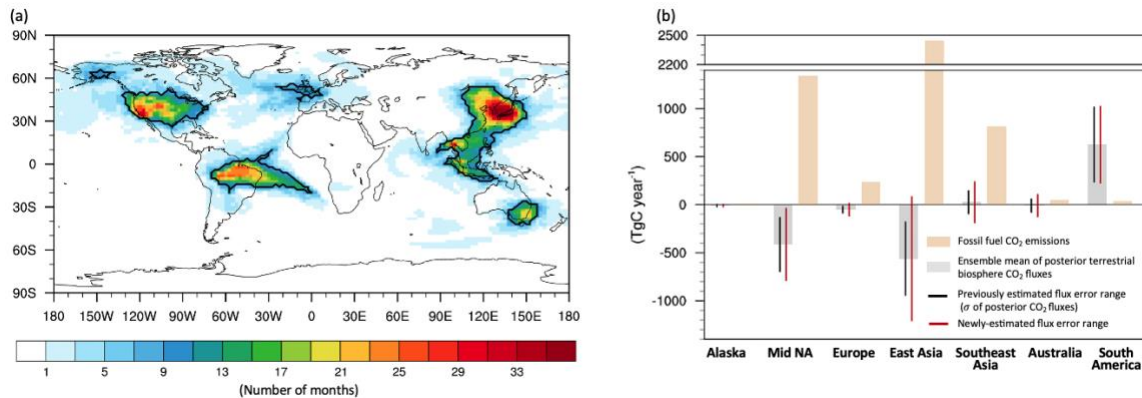 (a)
90N
60N
30N
0
30S
60S
90S
180 150W 120W 90W 60W 30W 0 30E 60E 90E 120E 150E 180
1 5 9 13 17 21 25 29 33
(Number of months)
(b)
2500
2200
1000
500
0
-500
-1000
(TgC year⁻¹)
Fossil fuel CO₂ emissions
Ensemble mean of posterior terrestrial
biosphere CO₂ fluxes
Previously estimated flux error range
(σ of posterior CO₂ fluxes)
Newly-estimated flux error range
Alaska Mid NA Europe East Asia Southeast Australia South
Asia America